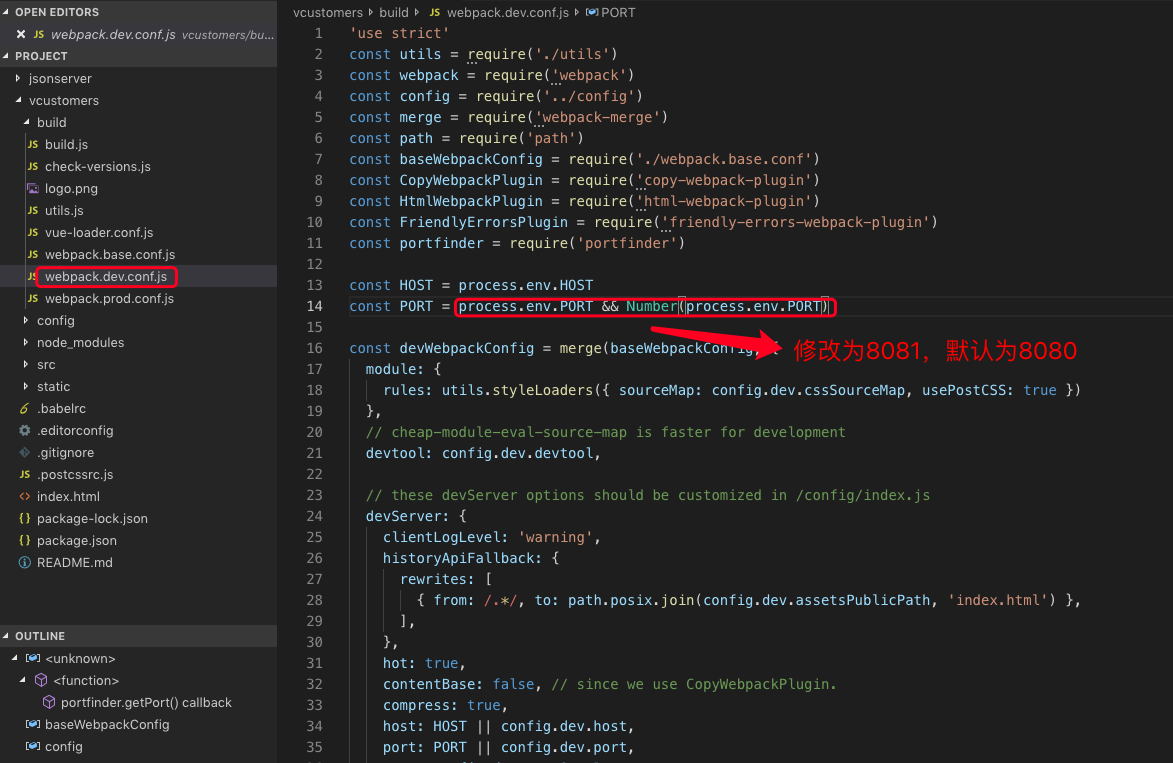 OPEN EDITORS
JS webpack.dev.conf.js vcustomers/bu...
PROJECT
jsonserver
vcustomers
build
JS build.js
JS check-versions.js
logo.png
JS utils.js
JS vue-loader.conf.js
JS webpack.base.conf.js
JS webpack.dev.conf.js
JS webpack.prod.conf.js
config
node_modules
src
static
.babelrc
.editorconfig
.gitignore
JS .postcssrc.js
<> index.html
{ } package-lock.json
{ } package.json
README.md
OUTLINE
<unknown>
<function>
portfinder.getPort() callback
baseWebpackConfig
config
vcustomers build JS webpack.dev.conf.js PORT
1 'use strict'
2 const utils = require('./utils')
3 const webpack = require('webpack')
4 const config = require('../config')
5 const merge = require('webpack-merge')
6 const path = require('path')
7 const baseWebpackConfig = require('./webpack.base.conf')
8 const CopyWebpackPlugin = require('copy-webpack-plugin')
9 const HtmlWebpackPlugin = require('html-webpack-plugin')
10 const FriendlyErrorsPlugin = require('friendly-errors-webpack-plugin')
11 const portfinder = require('portfinder')
12
13 const HOST = process.env.HOST
14 const PORT = process.env.PORT && Number(process.env.PORT)
15
16 const devWebpackConfig = merge(baseWebpackConfig, {
修改为8081，默认为8080
17 module: {
18 rules: utils.styleLoaders({ sourceMap: config.dev.cssSourceMap, usePostCSS: true })
19 },
20 // cheap-module-eval-source-map is faster for development
21 devtool: config.dev.devtool,
22
23 // these devServer options should be customized in /config/index.js
24 devServer: {
25 clientLogLevel: 'warning',
26 historyApiFallback: {
27 rewrites: [
28 { from: /.*/, to: path.posix.join(config.dev.assetsPublicPath, 'index.html') },
29 ],
30 },
31 hot: true,
32 contentBase: false, // since we use CopyWebpackPlugin.
33 compress: true,
34 host: HOST || config.dev.host,
35 port: PORT || config.dev.port,